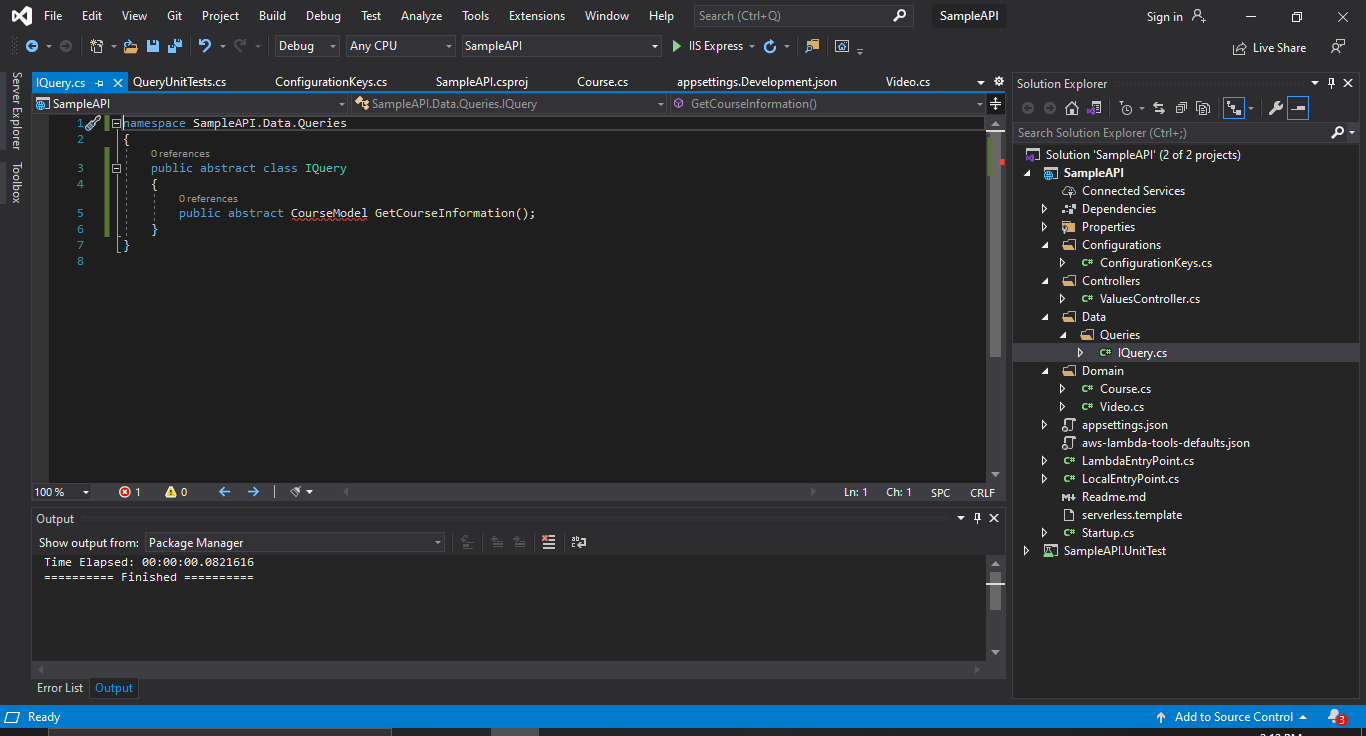 File Edit View Git Project Build Debug Test Analyze Tools Extensions Window Help Search (Ctrl+Q) SampleAPI Sign in
Debug Any CPU SampleAPI IIS Express Live Share
Server Explorer
Toolbox
IQuery.cs QueryUnitTests.cs ConfigurationKeys.cs SampleAPI.csproj Course.cs appsettings.Development.json Video.cs
SampleAPI SampleAPI.Data.Queries.IQuery GetCourseInformation()
1 namespace SampleAPI.Data.Queries
2 {
0 references
3 public abstract class IQuery
4 {
0 references
5 public abstract CourseModel GetCourseInformation();
6 }
7 }
8
100 % 1 0 Ln: 1 Ch: 1 SPC CRLF
Output
Show output from: Package Manager
Time Elapsed: 00:00:00.0821616
========== Finished ==========
Error List Output
Solution Explorer
Search Solution Explorer (Ctrl+;)
Solution 'SampleAPI' (2 of 2 projects)
SampleAPI
Connected Services
Dependencies
Properties
Configurations
C# ConfigurationKeys.cs
Controllers
C# ValuesController.cs
Data
Queries
C# IQuery.cs
Domain
C# Course.cs
C# Video.cs
appsettings.json
aws-lambda-tools-defaults.json
C# LambdaEntryPoint.cs
C# LocalEntryPoint.cs
M Readme.md
serverless.template
C# Startup.cs
SampleAPI.UnitTest
Ready Add to Source Control 3